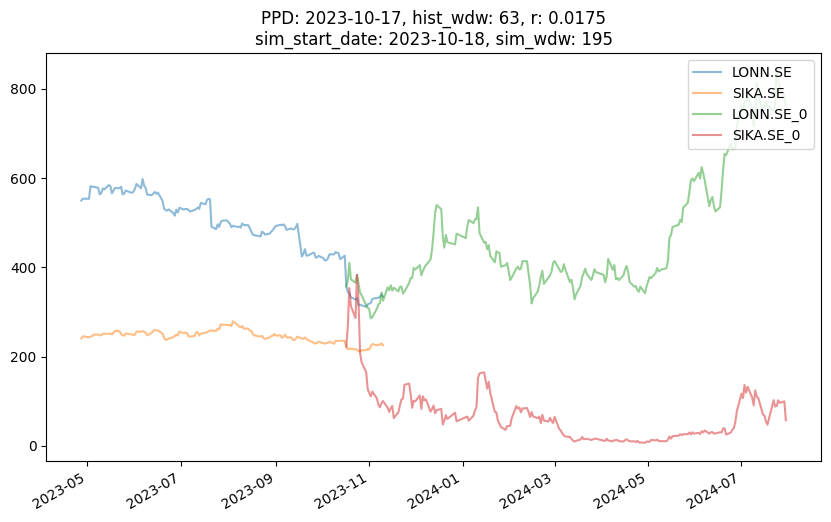 PPD: 2023-10-17, hist_wdw: 63, r: 0.0175
sim_start_date: 2023-10-18, sim_wdw: 195
LONN.SE
SIKA.SE
LONN.SE_0
SIKA.SE_0
800
600
400
200
0
2023-05
2023-07
2023-09
2023-11
2024-01
2024-03
2024-05
2024-07